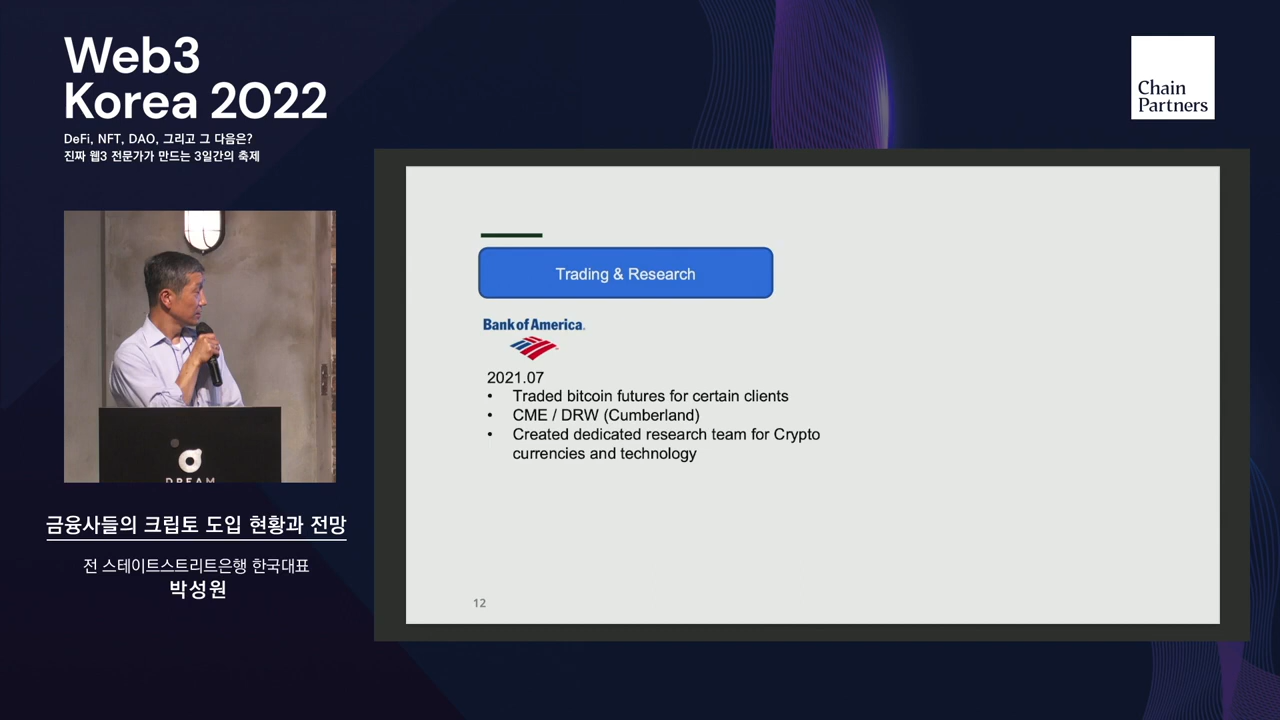 Web3
Korea 2022
DeFi, NFT, DAO, 그리고 그 다음은?
진짜 웹3 전문가가 만드는 3일간의 축제
Chain
Partners
Trading & Research
Bank of America.
2021.07
• Traded bitcoin futures for certain clients
• CME / DRW (Cumberland)
• Created dedicated research team for Crypto
currencies and technology
12
DREAM
금융사들의 크립토 도입 현황과 전망
전 스테이트스트리트은행 한국대표
박성원